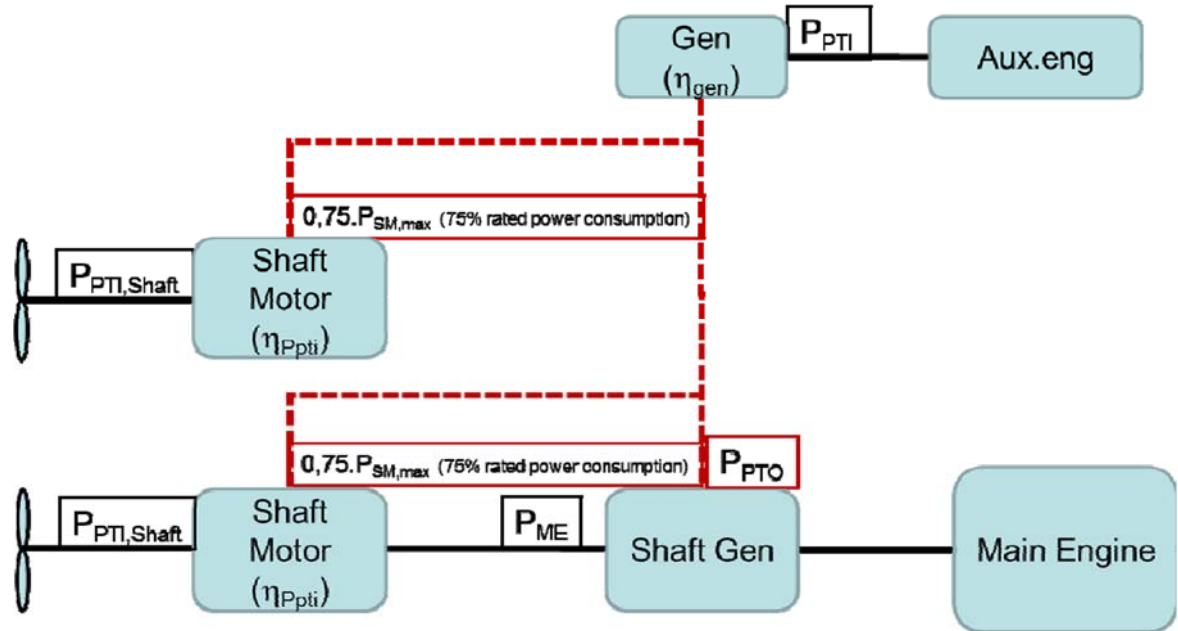 Gen
(ηgen)
PPTI
Aux.eng
0,75.PSM,max (75% rated power consumption)
PPTI,Shaft
Shaft
Motor
(ηPpti)
0,75.PSM,max (75% rated power consumption)
PPTO
PPTI,Shaft
Shaft
Motor
(ηPpti)
PME
Shaft Gen
Main Engine